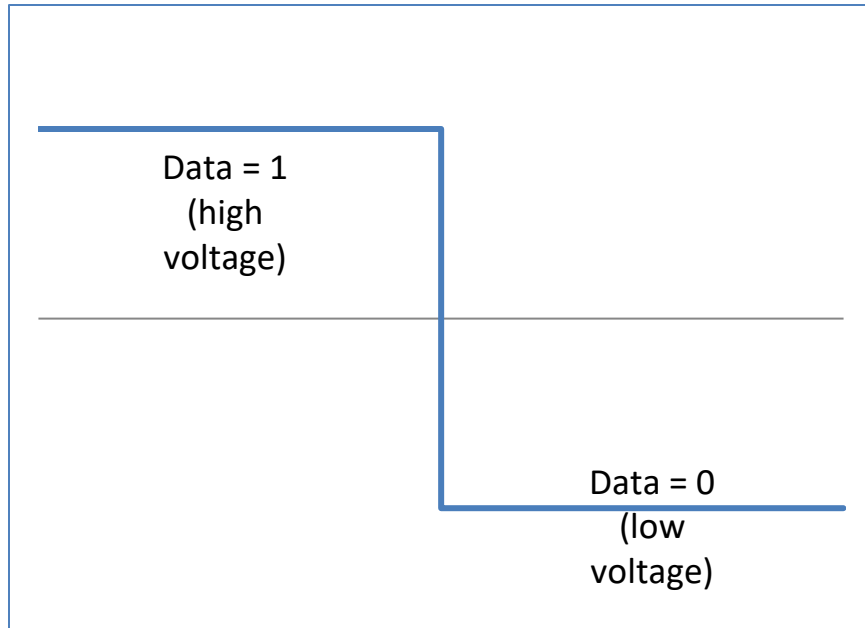 Data = 1
(high
voltage)
Data = 0
(low
voltage)